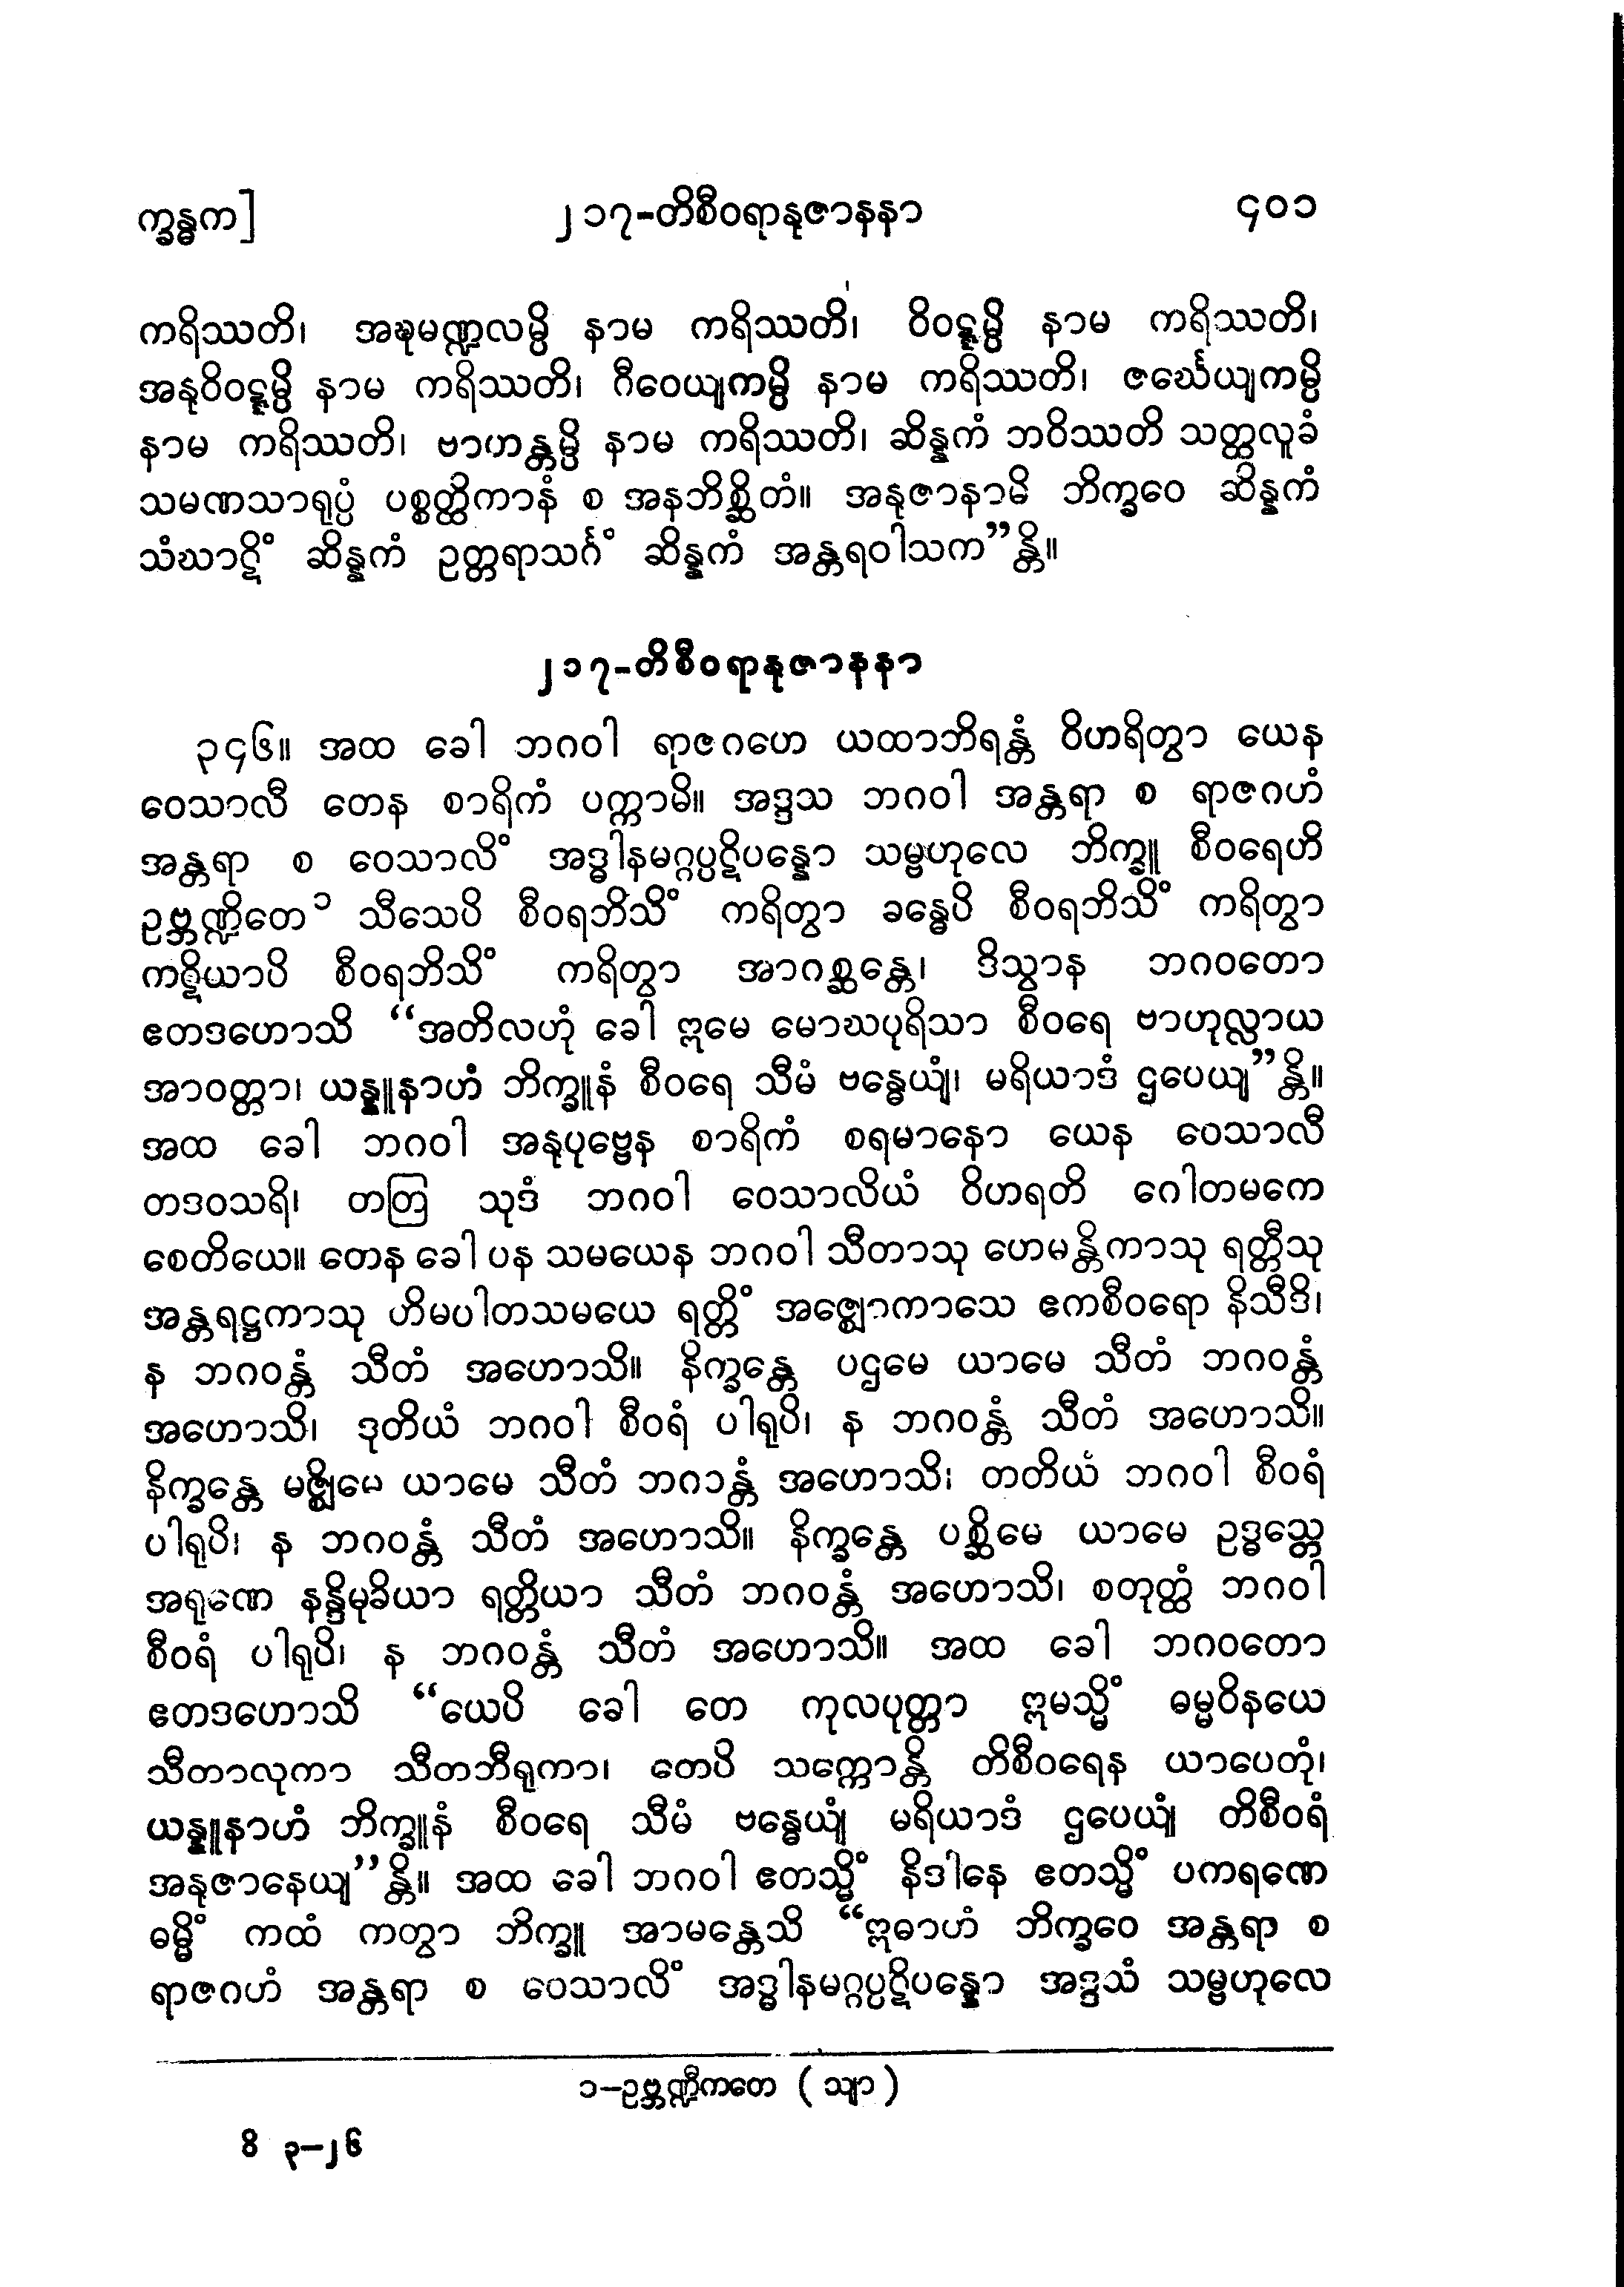 က္ခန္ဓက] ၂၁၇-တိစီဝရာနုဇာနနာ ၄၀၁
ကရိဿတိ၊ အဍ္ဎမဏ္ဍလမ္ပိ နာမ ကရိဿတိ၊ ဝိဝဋ္ဋမ္ပိ နာမ ကရိဿတိ၊
အနုဝိဝဋ္ဋမ္ပိ နာမ ကရိဿတိ၊ ဂီဝေယျကမ္ပိ နာမ ကရိဿတိ၊ ဇင်္ဃေယျကမ္ပိ
နာမ ကရိဿတိ၊ ဗာဟန္တမ္ပိ နာမ ကရိဿတိ၊ ဆိန္နကံ ဘဝိဿတိ သတ္ထလူခံ
သမဏသာရုပ္ပံ ပစ္စတ္ထိကာနံ စ အနဘိစ္ဆိတံ။ အနုဇာနာမိ ဘိက္ခဝေ ဆိန္နကံ
သံဃာဋိံ ဆိန္နကံ ဥတ္တရာသင်္ဂံ ဆိန္နကံ အန္တရဝါသက”န္တိ။
၂၁၇-တိစီဝရာနုဇာနနာ
၃၄၆။ အထ ခေါ ဘဂဝါ ရာဇဂဟေ ယထာဘိရန္တံ ဝိဟရိတွာ ယေန
ဝေသာလီ တေန စာရိကံ ပက္ကာမိ။ အဒ္ဒသ ဘဂဝါ အန္တရာ စ ရာဇဂဟံ
အန္တရာ စ ဝေသာလိံ အဒ္ဓါနမဂ္ဂပ္ပဋိပန္နော သမ္ဗဟုလေ ဘိက္ခူ စီဝရေဟိ
ဥဗ္ဘဏ္ဍိတေ ၁ သီသေပိ စီဝရဘိသိံ ကရိတွာ ခန္ဓေပိ စီဝရဘိသိံ ကရိတွာ
ကဋိယာပိ စီဝရဘိသိံ ကရိတွာ အာဂစ္ဆန္တေ၊ ဒိသွာန ဘဂဝတော
ဧတဒဟောသိ “အတိလဟုံ ခေါ ဣမေ မောဃပုရိသာ စီဝရေ ဗာဟုလ္လာယ
အာဝတ္တာ၊ ယန္နူနာဟံ ဘိက္ခူနံ စီဝရေ သီမံ ဗန္ဓေယျံ၊ မရိယာဒံ ဌပေယျ”န္တိ။
အထ ခေါ ဘဂဝါ အနုပုဗ္ဗေန စာရိကံ စရမာနော ယေန ဝေသာလီ
တဒဝသရိ၊ တတြ သုဒံ ဘဂဝါ ဝေသာလိယံ ဝိဟရတိ ဂေါတမကေ
စေတိယေ။ တေန ခေါ ပန သမယေန ဘဂဝါ သီတာသု ဟေမန္တိကာသု ရတ္တီသု
အန္တရဋ္ဌကာသု ဟိမပါတသမယေ ရတ္တိံ အဇ္ဈောကာသေ ဧကစီဝရော နိသီဒိ၊
န ဘဂဝန္တံ သီတံ အဟောသိ။ နိက္ခန္တေ ပဌမေ ယာမေ သီတံ ဘဂဝန္တံ
အဟောသိ၊ ဒုတိယံ ဘဂဝါ စီဝရံ ပါရုပိ၊ န ဘဂဝန္တံ သီတံ အဟောသိ။
နိက္ခန္တေ မဇ္ဈိမေ ယာမေ သီတံ ဘဂဝန္တံ အဟောသိ၊ တတိယံ ဘဂဝါ စီဝရံ
ပါရုပိ၊ န ဘဂဝန္တံ သီတံ အဟောသိ။ နိက္ခန္တေ ပစ္ဆိမေ ယာမေ ဥဒ္ဓသ္တေ
အရုဏေ နန္ဒိမုခိယာ ရတ္တိယာ သီတံ ဘဂဝန္တံ အဟောသိ၊ စတုတ္ထံ ဘဂဝါ
စီဝရံ ပါရုပိ၊ န ဘဂဝန္တံ သီတံ အဟောသိ။ အထ ခေါ ဘဂဝတော
ဧတဒဟောသိ “ယေပိ ခေါ တေ ကုလပုတ္တာ ဣမသ္မိံ ဓမ္မဝိနယေ
သီတာလုကာ သီတဘီရုကာ၊ တေပိ သက္ကောန္တိ တိစီဝရေန ယာပေတုံ၊
ယန္နူနာဟံ ဘိက္ခူနံ စီဝရေ သီမံ ဗန္ဓေယျံ မရိယာဒံ ဌပေယျံ တိစီဝရံ
အနုဇာနေယျ”န္တိ။ အထ ခေါ ဘဂဝါ ဧတသ္မိံ နိဒါနေ ဧတသ္မိံ ပကရဏေ
ဓမ္မိံ ကထံ ကတွာ ဘိက္ခူ အာမန္တေသိ “ဣဓာဟံ ဘိက္ခဝေ အန္တရာ စ
ရာဇဂဟံ အန္တရာ စ ဝေသာလိံ အဒ္ဓါနမဂ္ဂပ္ပဋိပန္နော အဒ္ဒသံ သမ္ဗဟုလေ
၁–ဥဗ္ဘဏ္ဍီကတေ ( သျာ )
ဝိ ၃–၂၆